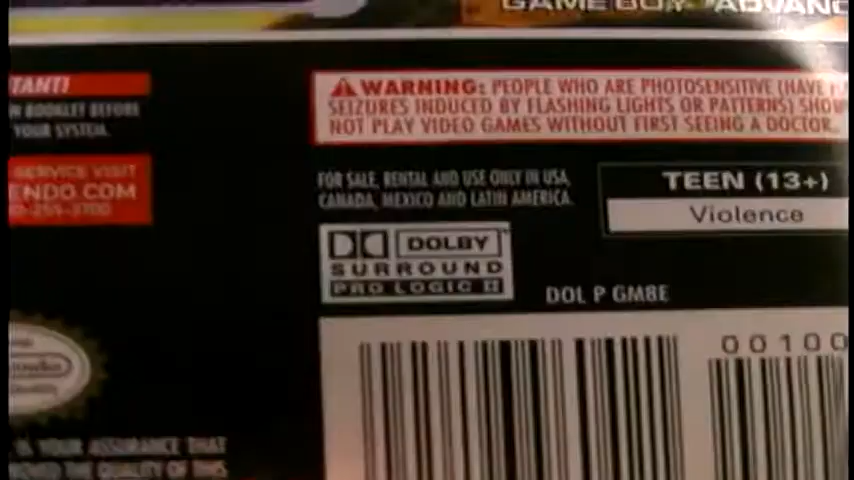 GAME BOY ADVANC
TANT!
BOOKLET BEFORE
YOUR SYSTEM.
SERVICE VISIT
ENDO.COM
WARNING: PEOPLE WHO ARE PHOTOSENSITIVE (HAVE
SEIZURES INDUCED BY FLASHING LIGHTS OR PATTERNS) SHOU
NOT PLAY VIDEO GAMES WITHOUT FIRST SEEING A DOCTOR.
FOR SALE, RENTAL AND USE ONLY IN USA,
CANADA, MEXICO AND LATIN AMERICA.
TEEN (13+)
Violence
DOLBY
SURROUND
PRO LOGIC II
DOL P GM8E
00100
IS YOUR ASSURANCE THAT
THE QUALITY OF THIS